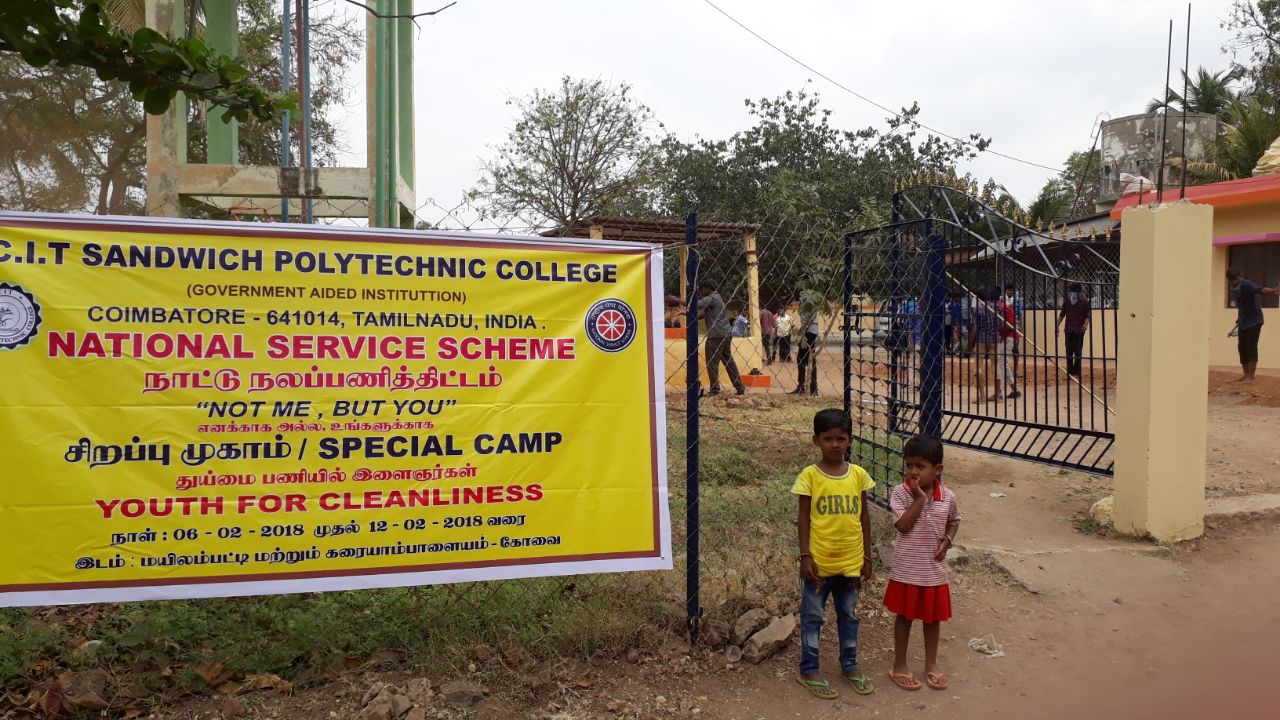 C.I.T SANDWICH POLYTECHNIC COLLEGE
(GOVERNMENT AIDED INSTITUTTION)
COIMBATORE - 641014, TAMILNADU, INDIA .
NATIONAL SERVICE SCHEME
நாட்டு நலப்பணித்திட்டம்
"NOT ME , BUT YOU"
எனக்காக அல்ல, உங்களுக்காக
சிறப்பு முகாம் / SPECIAL CAMP
துய்மை பணியில் இளைஞர்கள்
YOUTH FOR CLEANLINESS
நாள் : 06 - 02 - 2018 முதல் 12 - 02 - 2018 வரை
இடம் : மயிலம்பட்டி மற்றும் கரையாம்பாளையம் - கோவை
GIRLS